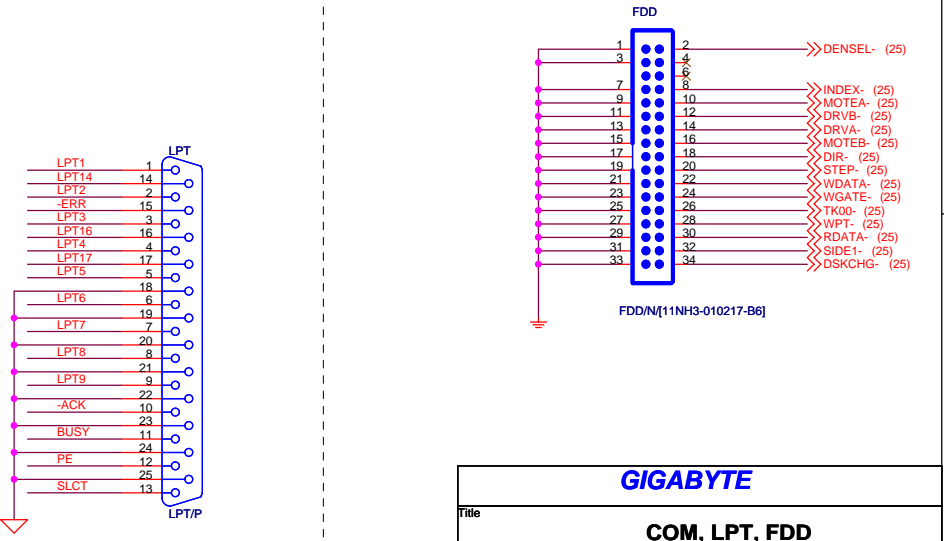 FDD
1 2 DENSEL- (25)
3 4
6
7 8 INDEX- (25)
9 10 MOTEA- (25)
11 12 DRVB- (25)
13 14 DRVA- (25)
15 16 MOTEB- (25)
17 18 DIR- (25)
19 20 STEP- (25)
21 22 WDATA- (25)
23 24 WGATE- (25)
25 26 TK00- (25)
27 28 WPT- (25)
29 30 RDATA- (25)
31 32 SIDE1- (25)
33 34 DSKCHG- (25)
FDD/N/[11NH3-010217-B6]
LPT
LPT1 1
LPT14 14
LPT2 2
-ERR 15
LPT3 3
LPT16 16
LPT4 4
LPT17 17
LPT5 5
18
LPT6 6
19
LPT7 7
20
LPT8 8
21
LPT9 9
22
-ACK 10
23
BUSY 11
24
PE 12
25
SLCT 13
LPT/P
GIGABYTE
Title
COM, LPT, FDD